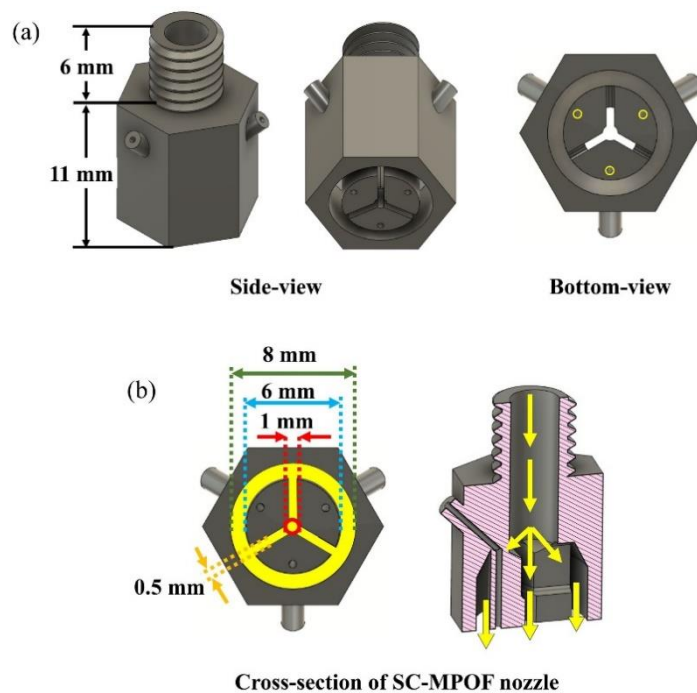 (a)
6 mm
11 mm
Side-view
Bottom-view
(b)
8 mm
6 mm
1 mm
0.5 mm
Cross-section of SC-MPOF nozzle